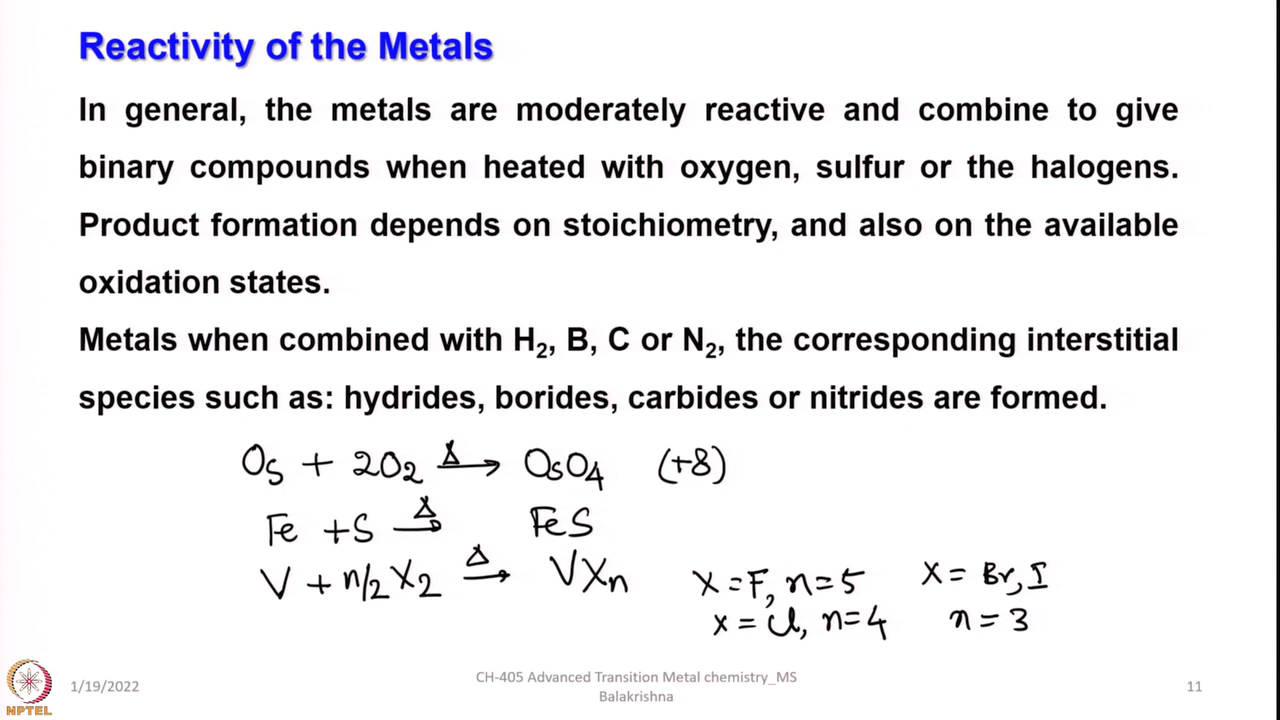 Reactivity of the Metals
In general, the metals are moderately reactive and combine to give
binary compounds when heated with oxygen, sulfur or the halogens.
Product formation depends on stoichiometry, and also on the available
oxidation states.
Metals when combined with H₂, B, C or N₂, the corresponding interstitial
species such as: hydrides, borides, carbides or nitrides are formed.
Os + 2O₂ Δ→ OsO₄ (+8)
Fe + S Δ→ FeS
V + n/2 X₂ Δ→ VXₙ X = F, n = 5 X = Br, I
X = Cl, n = 4 n = 3
NPTEL
1/19/2022
CH-405 Advanced Transition Metal chemistry_MS
Balakrishna
11